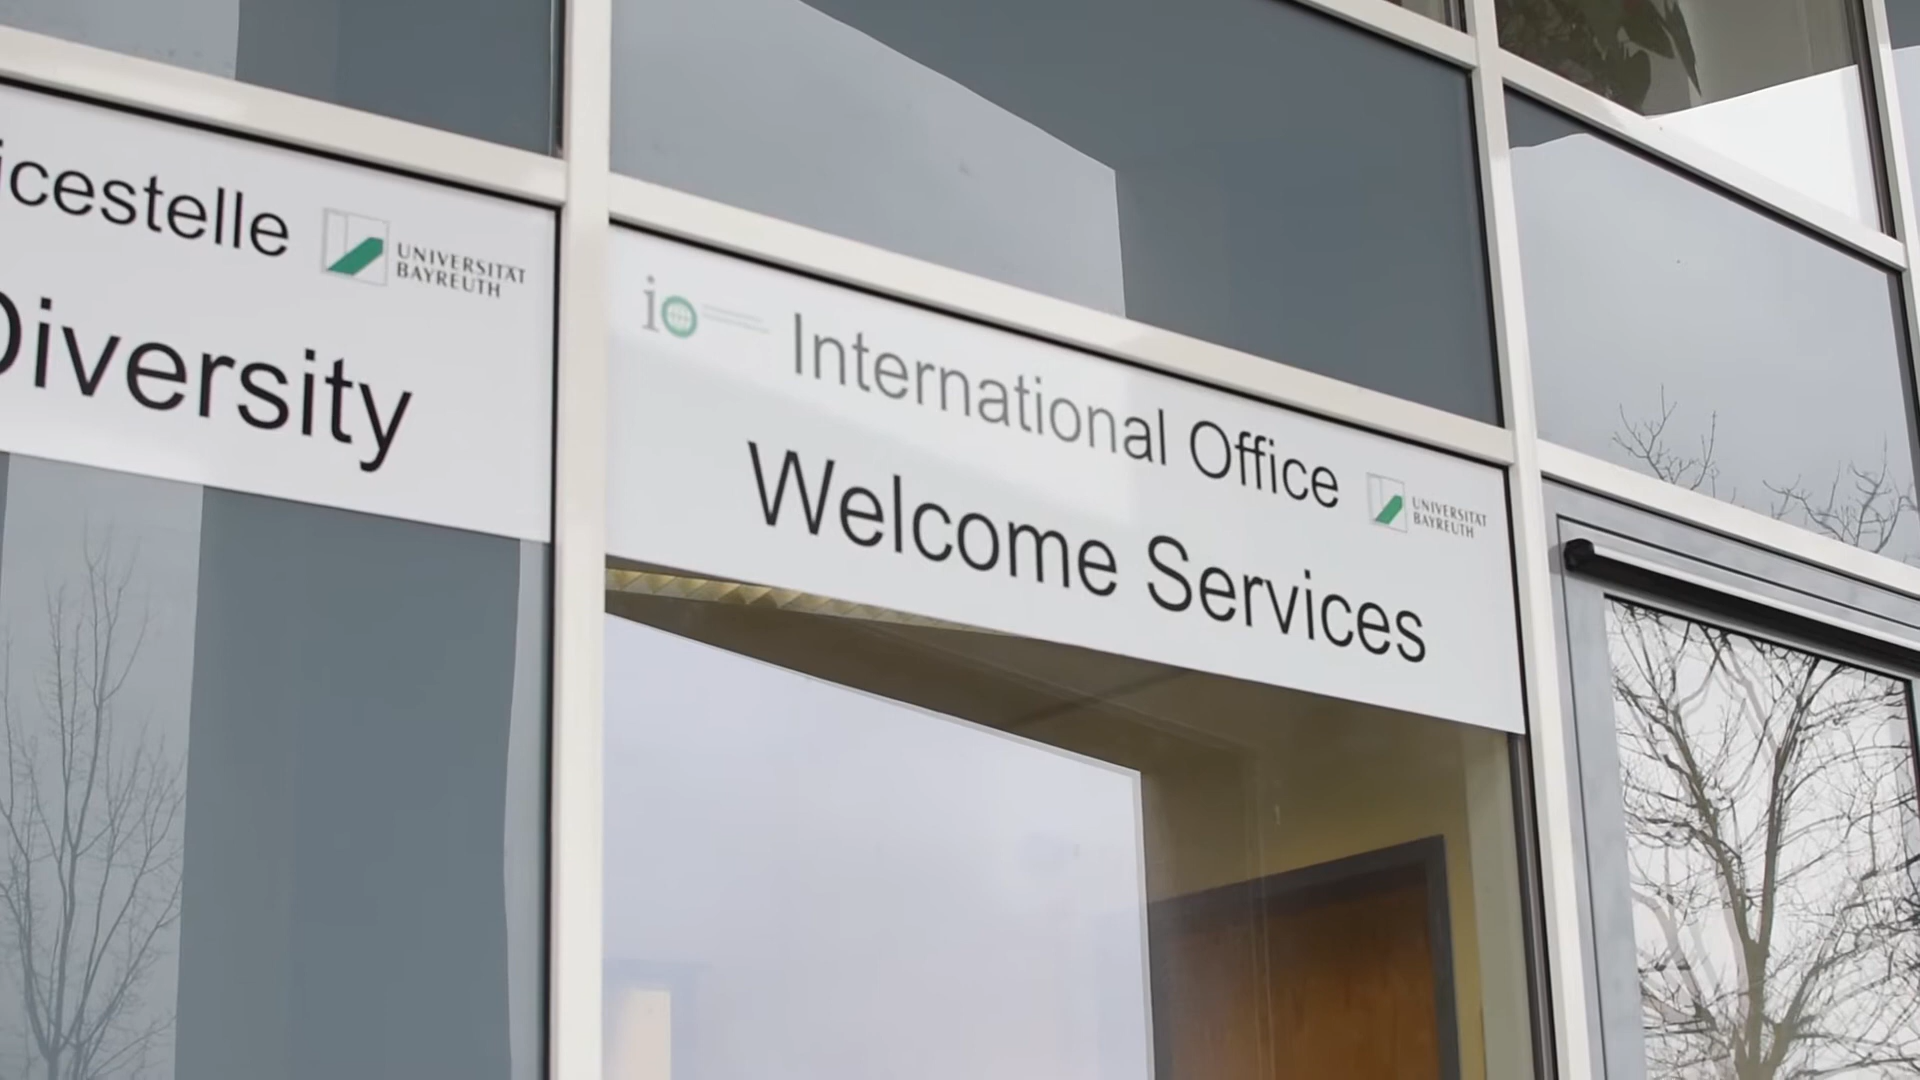 icestelle
UNIVERSITÄT
BAYREUTH
Diversity
io
International Office
UNIVERSITÄT
BAYREUTH
Welcome Services